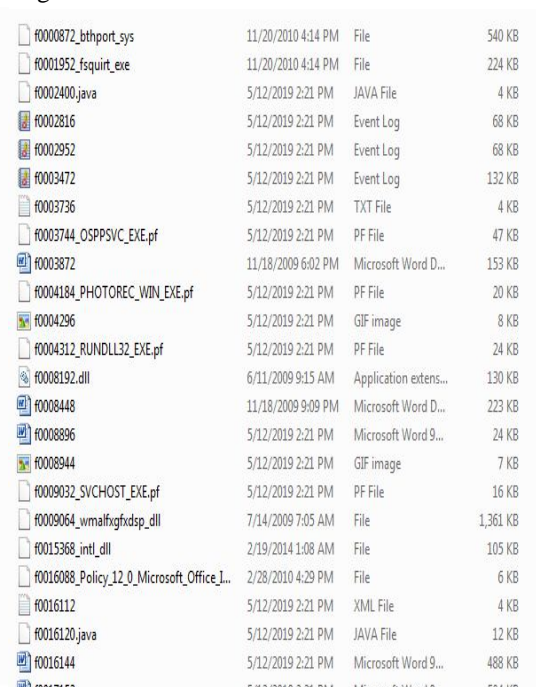 f0000872_bthport_sys 11/20/2010 4:14 PM File 540 KB
f0001952_fsquirt_exe 11/20/2010 4:14 PM File 224 KB
f0002400.java 5/12/2019 2:21 PM JAVA File 4 KB
f0002816 5/12/2019 2:21 PM Event Log 68 KB
f0002952 5/12/2019 2:21 PM Event Log 68 KB
f0003472 5/12/2019 2:21 PM Event Log 132 KB
f0003736 5/12/2019 2:21 PM TXT File 4 KB
f0003744_OSPPSVC_EXE.pf 5/12/2019 2:21 PM PF File 47 KB
f0003872 11/18/2009 6:02 PM Microsoft Word D... 153 KB
f0004184_PHOTOREC_WIN_EXE.pf 5/12/2019 2:21 PM PF File 20 KB
f0004296 5/12/2019 2:21 PM GIF image 8 KB
f0004312_RUNDLL32_EXE.pf 5/12/2019 2:21 PM PF File 24 KB
f0008192.dll 6/11/2009 9:15 AM Application extens... 130 KB
f0008448 11/18/2009 9:09 PM Microsoft Word D... 223 KB
f0008896 5/12/2019 2:21 PM Microsoft Word 9... 24 KB
f0008944 5/12/2019 2:21 PM GIF image 7 KB
f0009032_SVCHOST_EXE.pf 5/12/2019 2:21 PM PF File 16 KB
f0009064_wmalfxgfxdsp_dll 7/14/2009 7:05 AM File 1,361 KB
f0015368_intl_dll 2/19/2014 1:08 AM File 105 KB
f0016088_Policy_12_0_Microsoft_Office_I... 2/28/2010 4:29 PM File 6 KB
f0016112 5/12/2019 2:21 PM XML File 4 KB
f0016120.java 5/12/2019 2:21 PM JAVA File 12 KB
f0016144 5/12/2019 2:21 PM Microsoft Word 9... 488 KB